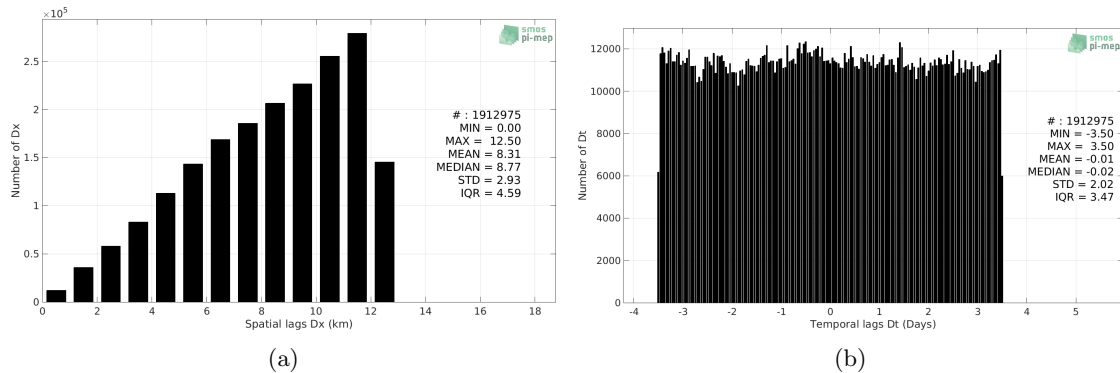 ×10⁵
smos
pi-mep
2.5
2
1.5
1
0.5
0
Number of Dx
# : 1912975
MIN = 0.00
MAX = 12.50
MEAN = 8.31
MEDIAN = 8.77
STD = 2.93
IQR = 4.59
0 2 4 6 8 10 12 14 16 18
Spatial lags Dx (km)
(a)
smos
pi-mep
12000
10000
8000
6000
4000
2000
0
Number of Dt
# : 1912975
MIN = -3.50
MAX = 3.50
MEAN = -0.01
MEDIAN = -0.02
STD = 2.02
IQR = 3.47
-4 -3 -2 -1 0 1 2 3 4 5
Temporal lags Dt (Days)
(b)